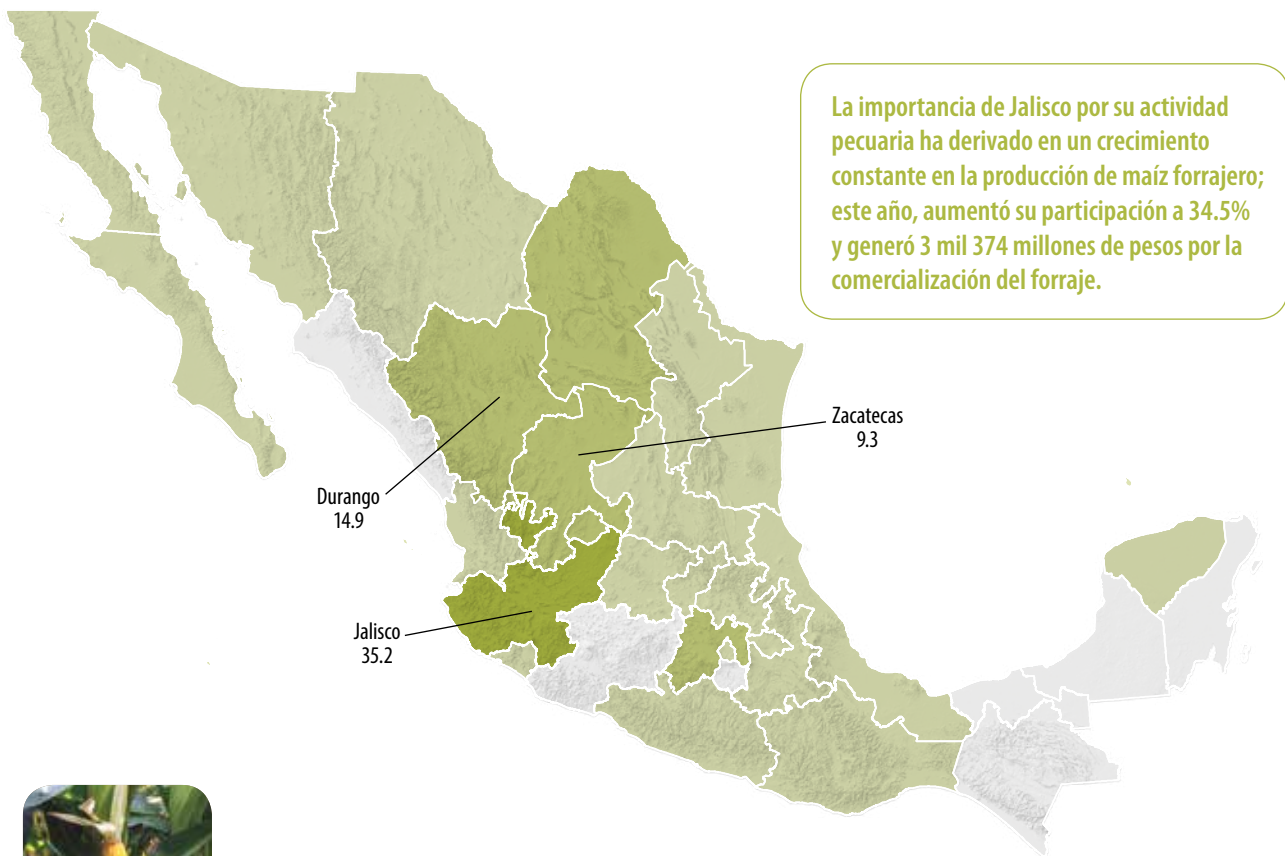 La importancia de Jalisco por su actividad
pecuaria ha derivado en un crecimiento
constante en la producción de maíz forrajero;
este año, aumentó su participación a 34.5%
y generó 3 mil 374 millones de pesos por la
comercialización del forraje.
Zacatecas
9.3
Durango
14.9
Jalisco
35.2